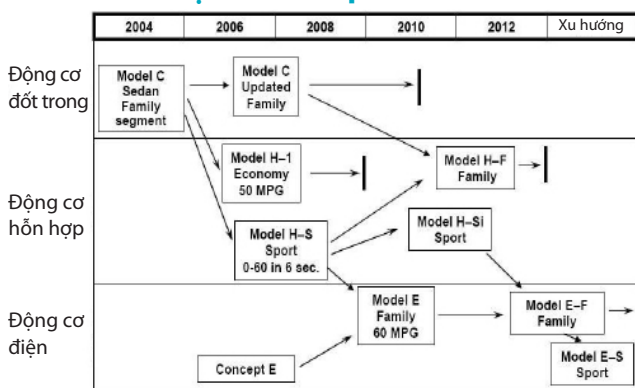 2004 2006 2008 2010 2012 Xu hướng
Động cơ
đốt trong
Model C
Sedan
Family
segment
Model C
Updated
Family
Động cơ
hỗn hợp
Model H–1
Economy
50 MPG
Model H–F
Family
Model H–S
Sport
0-60 in 6 sec.
Model H–Si
Sport
Động cơ
điện
Model E
Family
60 MPG
Model E–F
Family
Concept E
Model E–S
Sport